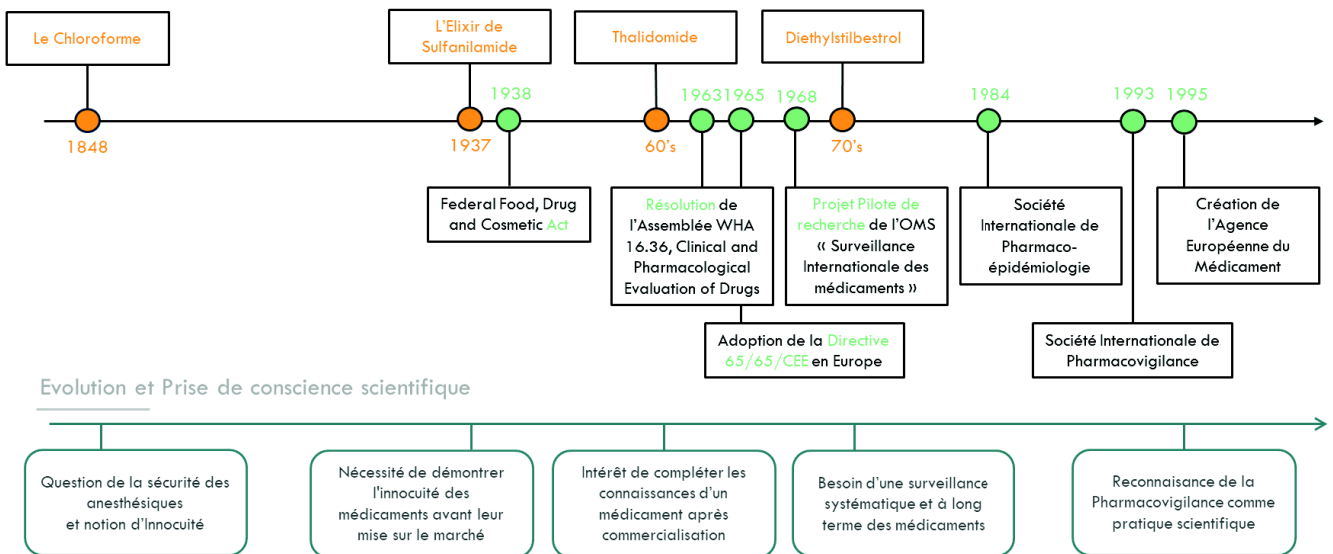 Le Chloroforme
L'Elixir de
Sulfanilamide
Thalidomide
Diethylstilbestrol
1938
1963
1965
1968
1984
1993
1995
1848
1937
60's
70's
Federal Food, Drug
and Cosmetic Act
Résolution de
l'Assemblée WHA
16.36, Clinical and
Pharmacological
Evaluation of Drugs
Projet Pilote de
recherche de l'OMS
« Surveillance
Internationale des
médicaments »
Société
Internationale de
Pharmaco-
épidémiologie
Création de
l'Agence
Européenne du
Médicament
Adoption de la Directive
65/65/CEE en Europe
Société Internationale de
Pharmacovigilance
Evolution et Prise de conscience scientifique
Question de la sécurité des
anesthésiques
et notion d'Innocuité
Nécessité de démontrer
l'innocuité des
médicaments avant leur
mise sur le marché
Intérêt de compléter les
connaissances d'un
médicament après
commercialisation
Besoin d'une surveillance
systématique et à long
terme des médicaments
Reconnaisance de la
Pharmacovigilance comme
pratique scientifique